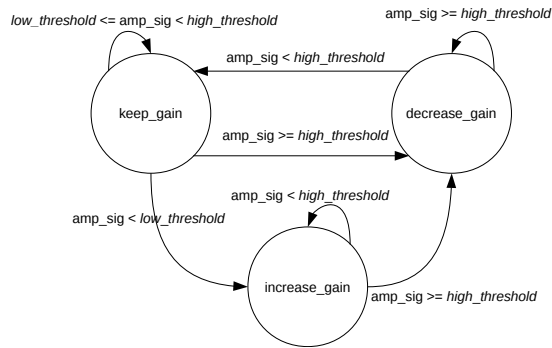 low_threshold <= amp_sig < high_threshold
amp_sig >= high_threshold
amp_sig < high_threshold
keep_gain
decrease_gain
amp_sig >= high_threshold
amp_sig < high_threshold
amp_sig < low_threshold
increase_gain
amp_sig >= high_threshold